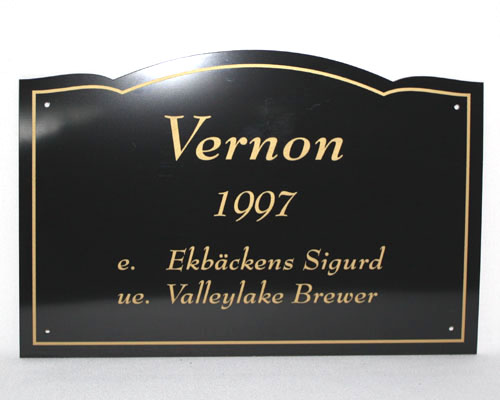 Vernon
1997
e. Ekbäckens Sigurd
ue. Valleylake Brewer